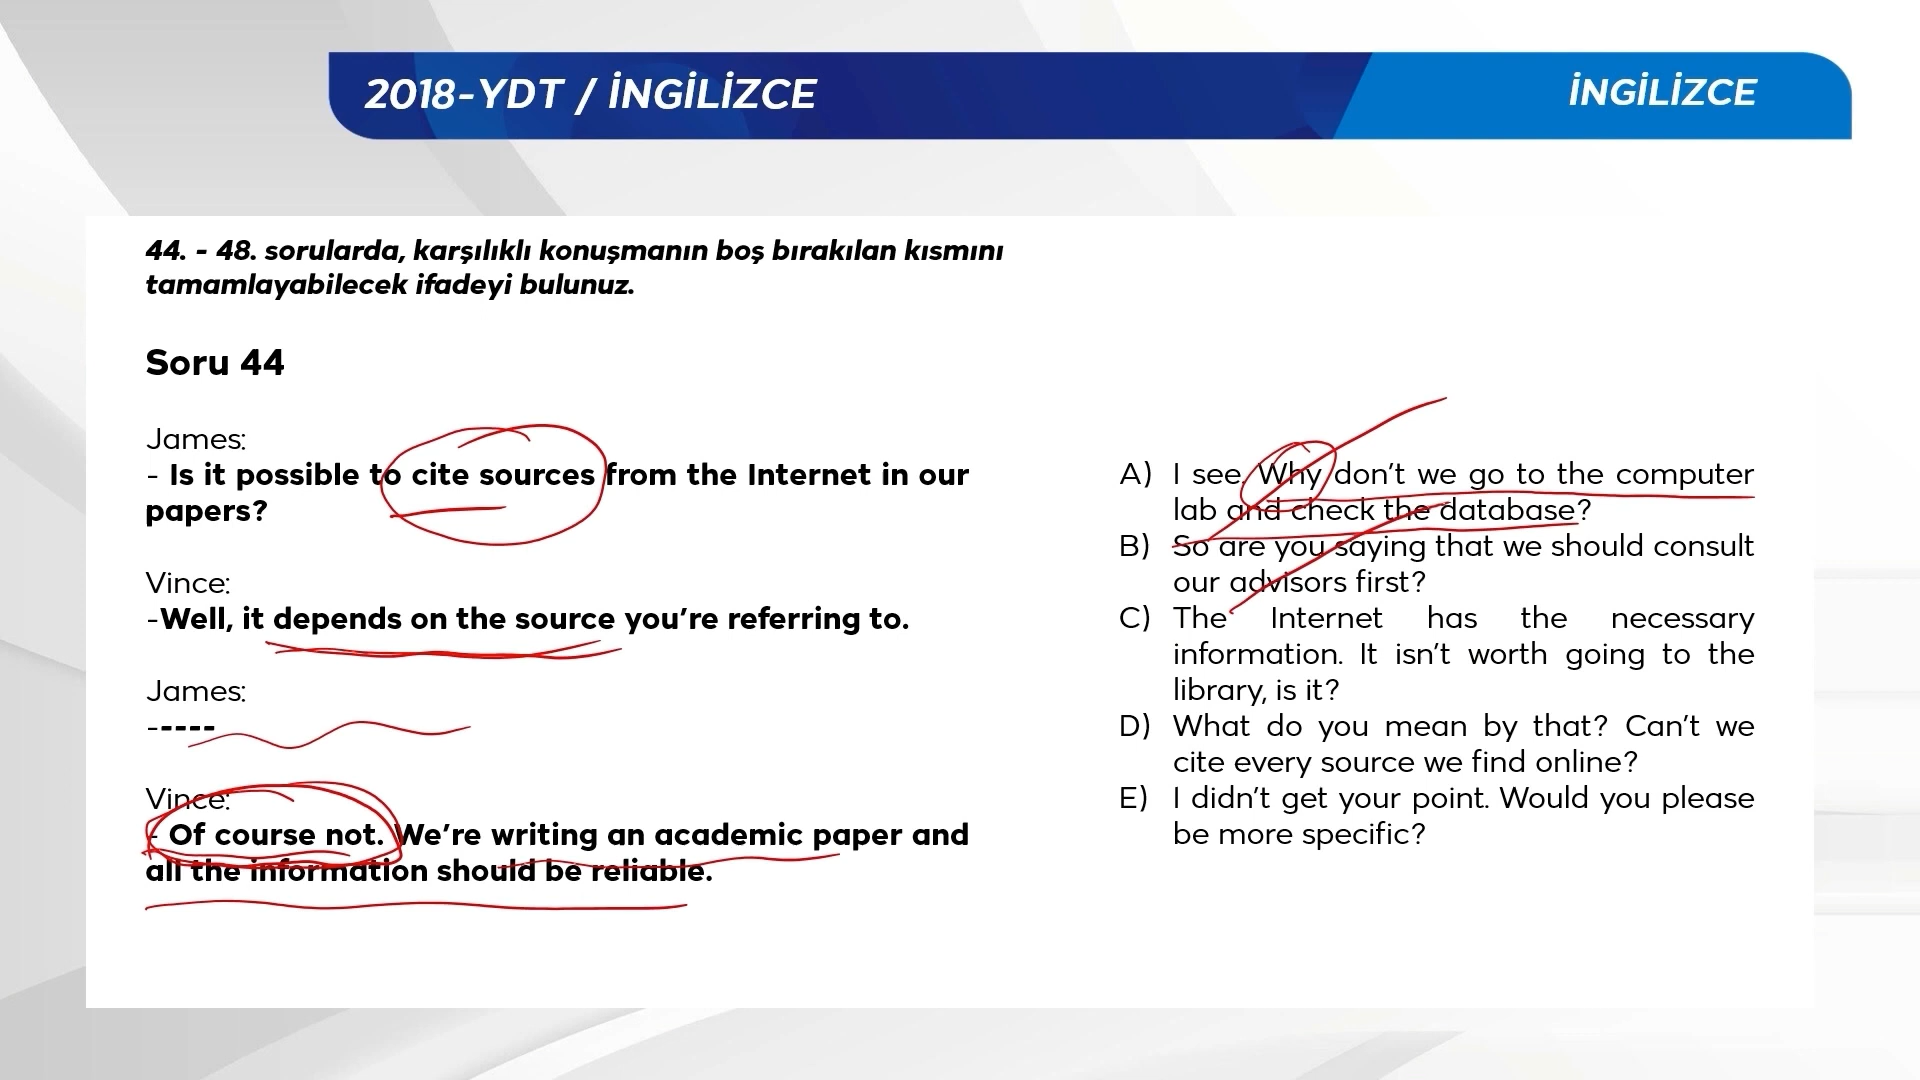 2018-YDT / İNGİLİZCE
İNGİLİZCE
44. - 48. sorularda, karşılıklı konuşmanın boş bırakılan kısmını
tamamlayabilecek ifadeyi bulunuz.
Soru 44
James:
- Is it possible to cite sources from the Internet in our
papers?
Vince:
-Well, it depends on the source you're referring to.
James:
-----
Vince:
- Of course not. We're writing an academic paper and
all the information should be reliable.
A) I see. Why don't we go to the computer
lab and check the database?
B) So are you saying that we should consult
our advisors first?
C) The Internet has the necessary
information. It isn't worth going to the
library, is it?
D) What do you mean by that? Can't we
cite every source we find online?
E) I didn't get your point. Would you please
be more specific?